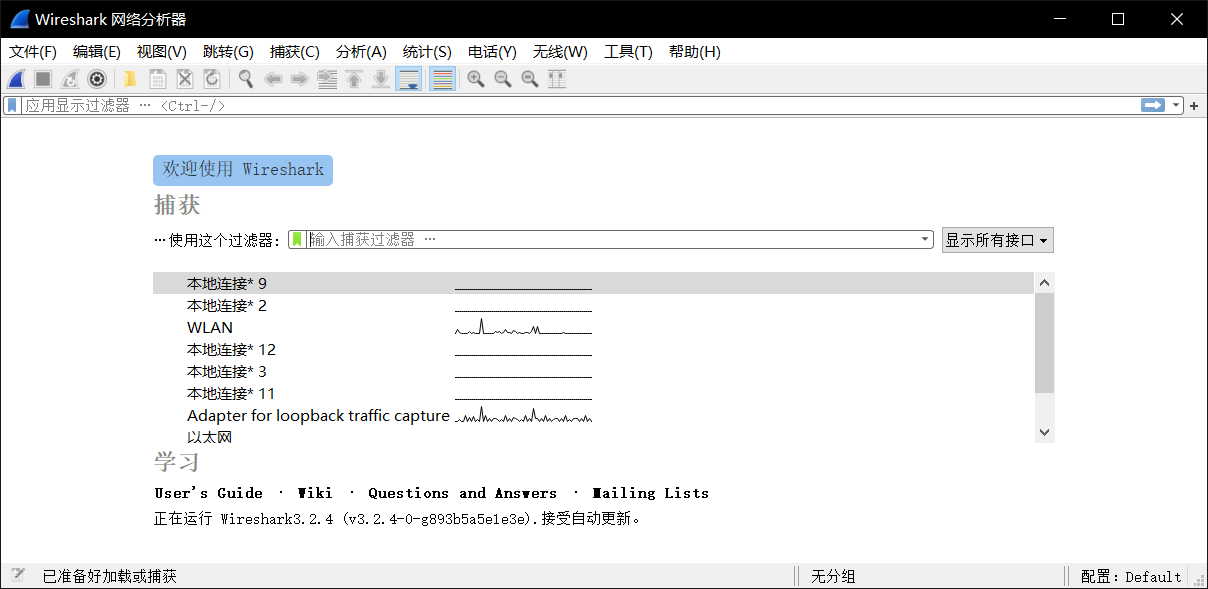 Wireshark 网络分析器
文件(F) 编辑(E) 视图(V) 跳转(G) 捕获(C) 分析(A) 统计(S) 电话(Y) 无线(W) 工具(T) 帮助(H)
应用显示过滤器 … <Ctrl-/>
欢迎使用 Wireshark
捕获
…使用这个过滤器: 输入捕获过滤器 … 显示所有接口
本地连接* 9
本地连接* 2
WLAN
本地连接* 12
本地连接* 3
本地连接* 11
Adapter for loopback traffic capture
以太网
学习
User's Guide · Wiki · Questions and Answers · Mailing Lists
正在运行 Wireshark3.2.4 (v3.2.4-0-g893b5a5e1e3e).接受自动更新。
已准备好加载或捕获 无分组 配置: Default